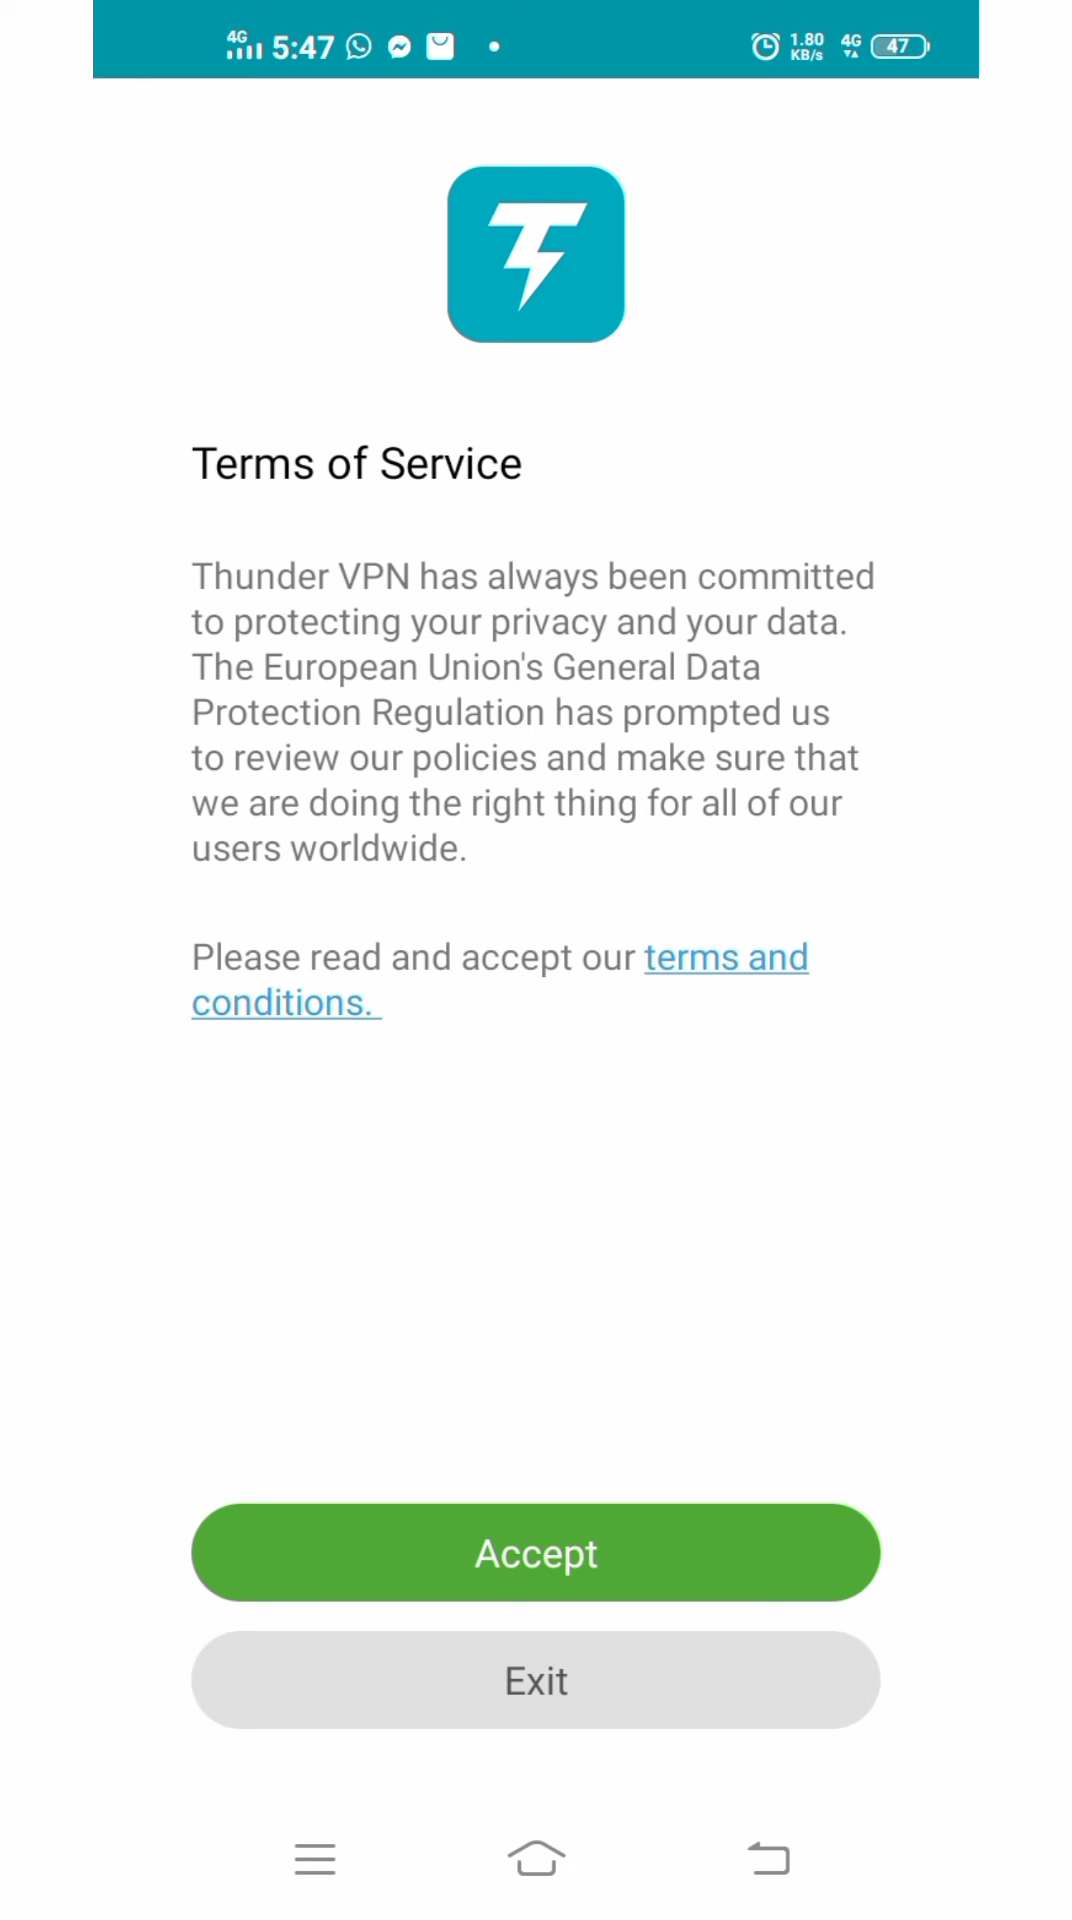 4G 5:47 1.80 KB/s 4G 47
Terms of Service
Thunder VPN has always been committed
to protecting your privacy and your data.
The European Union's General Data
Protection Regulation has prompted us
to review our policies and make sure that
we are doing the right thing for all of our
users worldwide.
Please read and accept our terms and
conditions.
Accept
Exit